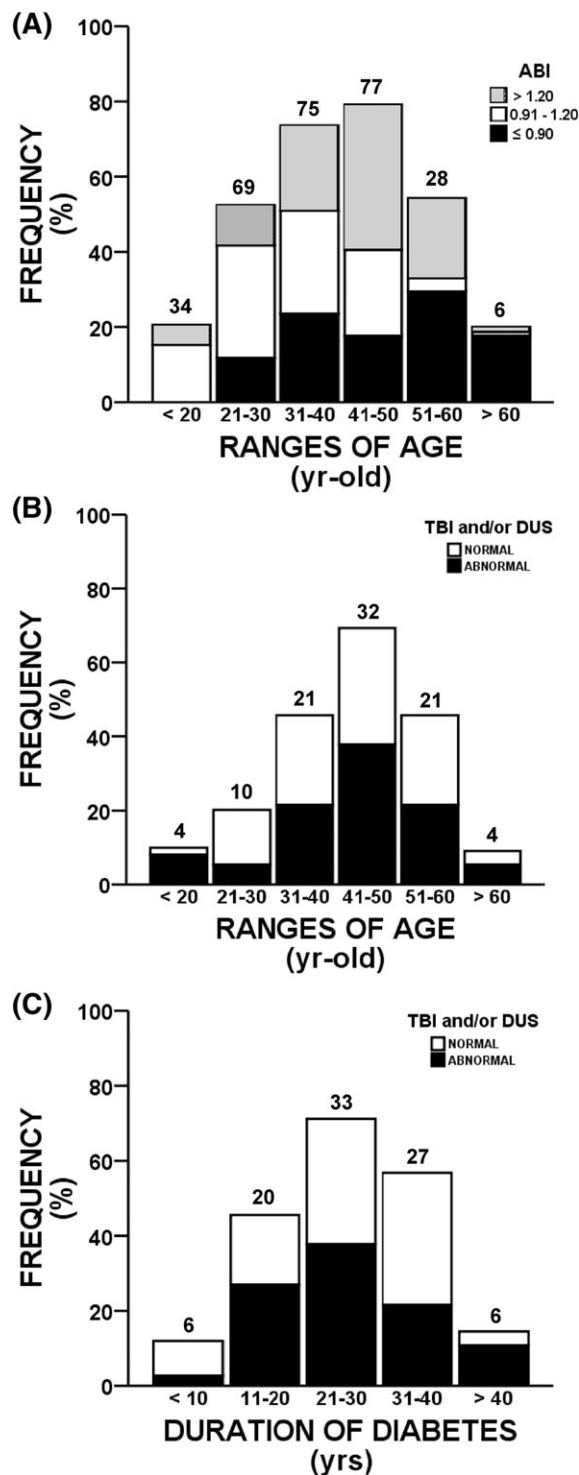 (A)
100
80
60
40
20
0
FREQUENCY
(%)
ABI
> 1.20
0.91 - 1.20
≤ 0.90
34
69
75
77
28
6
< 20 21-30 31-40 41-50 51-60 > 60
RANGES OF AGE
(yr-old)
(B)
100
80
60
40
20
0
FREQUENCY
(%)
TBI and/or DUS
NORMAL
ABNORMAL
4
10
21
32
21
4
< 20 21-30 31-40 41-50 51-60 > 60
RANGES OF AGE
(yr-old)
(C)
100
80
60
40
20
0
FREQUENCY
(%)
TBI and/or DUS
NORMAL
ABNORMAL
6
20
33
27
6
< 10 11-20 21-30 31-40 > 40
DURATION OF DIABETES
(yrs)